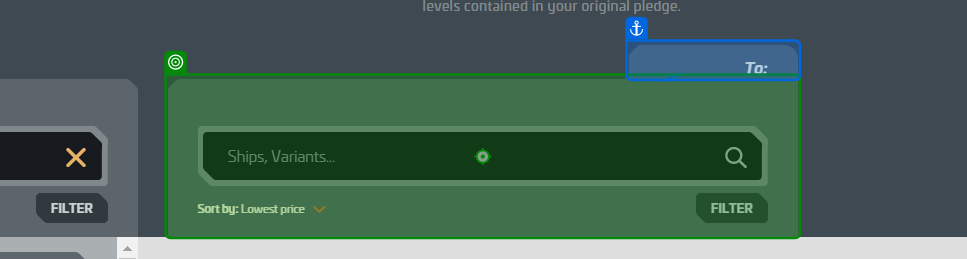 levels contained in your original pledge.
To:
Ships, Variants...
FILTER
Sort by: Lowest price
FILTER